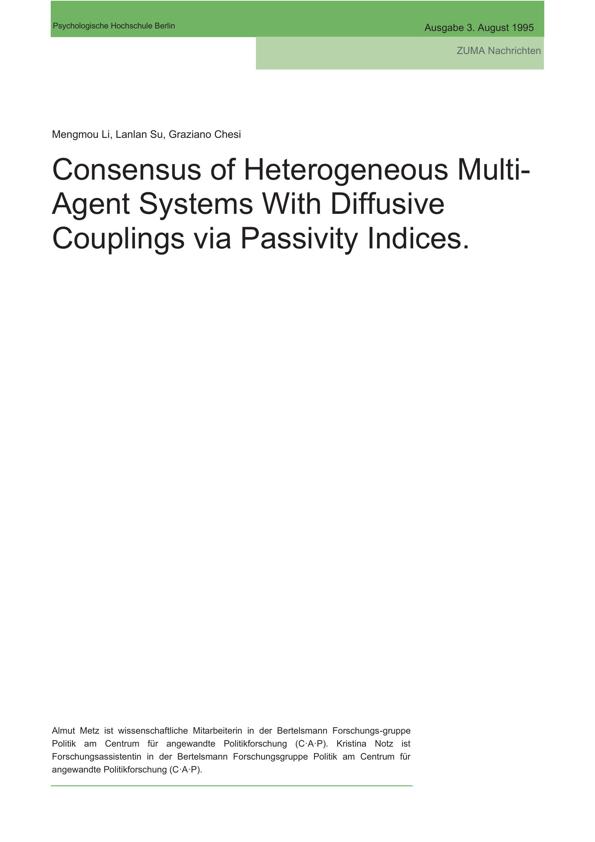 Psychologische Hochschule Berlin
Ausgabe 3. August 1995
ZUMA Nachrichten
Mengmou Li, Lanlan Su, Graziano Chesi
Consensus of Heterogeneous Multi-
Agent Systems With Diffusive
Couplings via Passivity Indices.
Almut Metz ist wissenschaftliche Mitarbeiterin in der Bertelsmann Forschungs-gruppe
Politik am Centrum für angewandte Politikforschung (C·A·P). Kristina Notz ist
Forschungsassistentin in der Bertelsmann Forschungsgruppe Politik am Centrum für
angewandte Politikforschung (C·A·P).